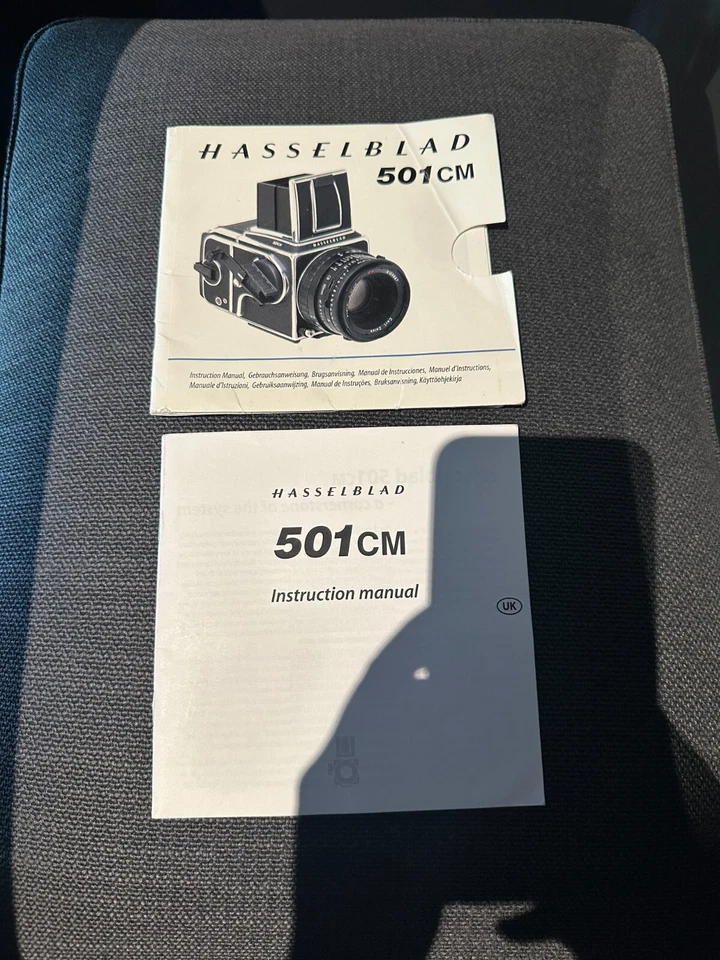 HASSELBLAD
501CM
HASSELBLAD
Instruction Manual, Gebrauchsanweisung, Brugsanvisning, Manual de Instrucciones, Manuel d'Instructions,
Manuale d'Istruzioni, Gebruiksaanwijzing, Manual de Instruções, Bruksanvisning, Käyttöohjekirja
HASSELBLAD
501CM
Instruction manual
UK